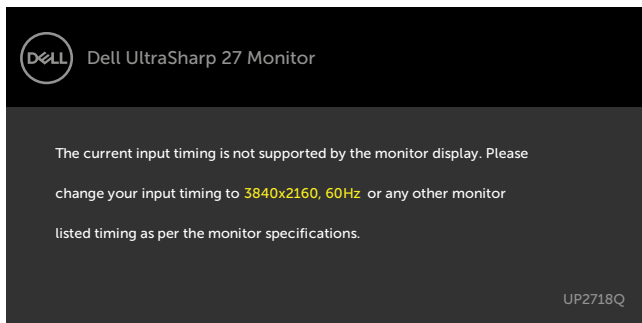 DELL
Dell UltraSharp 27 Monitor
The current input timing is not supported by the monitor display. Please
change your input timing to 3840x2160, 60Hz or any other monitor
listed timing as per the monitor specifications.
UP2718Q